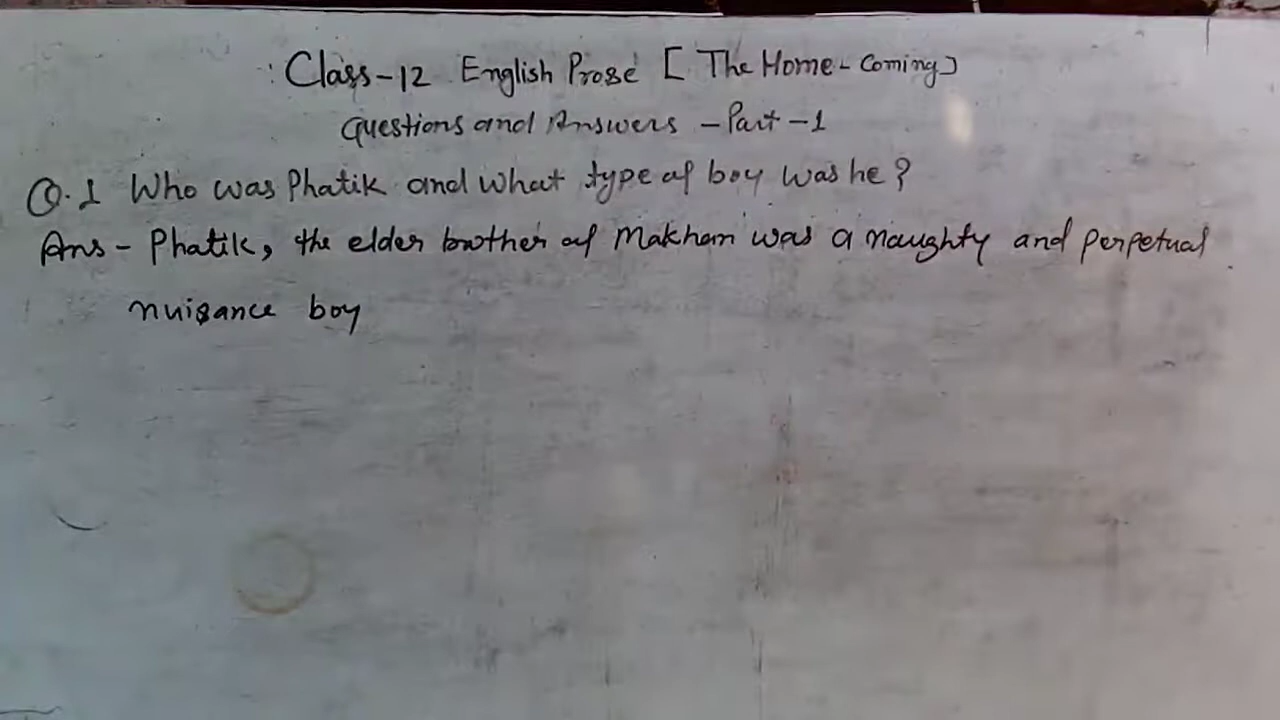 Class-12 English Prose [The Home-Coming]
Questions and Answers - Part-1
Q.1 Who was Phatik and what type of boy was he?
Ans - Phatik, the elder brother of Makhan was a naughty and perpetual
nuisance boy